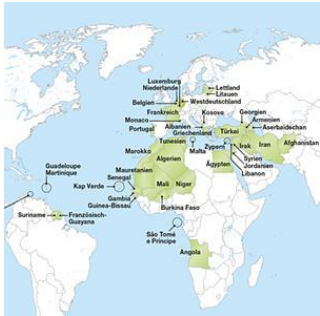 Luxemburg
Niederlande
Lettland
Litauen
Belgien
Westdeutschland
Frankreich
Kosovo
Georgien
Monaco
Albanien
Armenien
Portugal
Griechenland
Türkei
Aserbaidschan
Tunesien
Marokko
Malta
Zypern
Irak
Iran
Afghanistan
Algerien
Syrien
Guadeloupe
Martinique
Ägypten
Jordanien
Libanon
Mauretanien
Senegal
Kap Verde
Mali
Niger
Gambia
Guinea-Bissau
Burkina Faso
Suriname
Französisch-
Guayana
São Tomé
e Príncipe
Angola